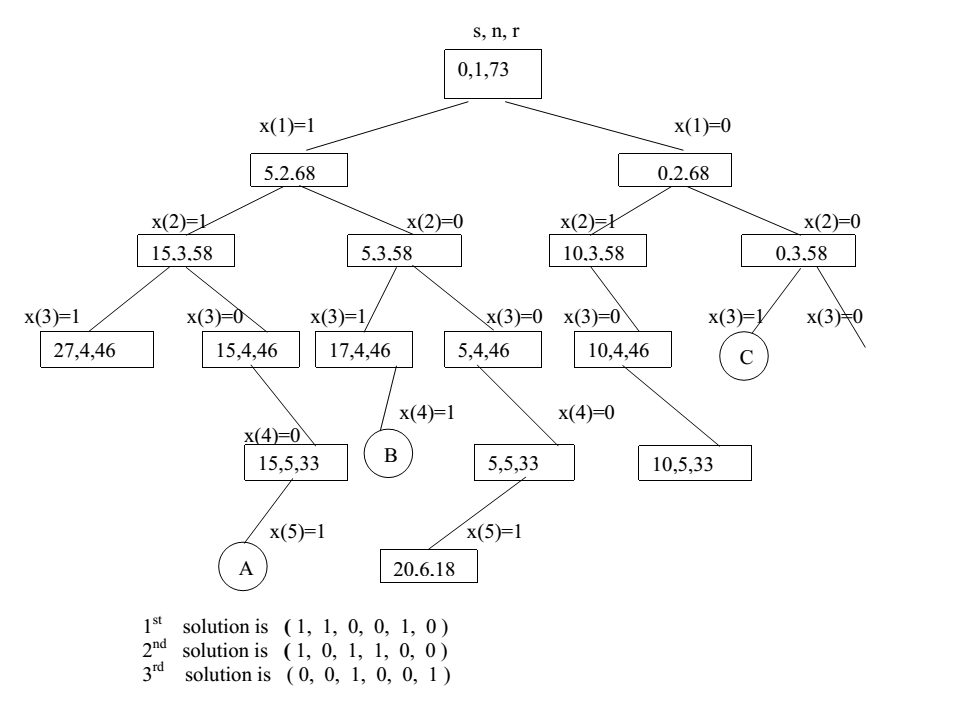 s, n, r
0,1,73
x(1)=1 x(1)=0
5,2,68 0,2,68
x(2)=1 x(2)=0 x(2)=1 x(2)=0
15,3,58 5,3,58 10,3,58 0,3,58
x(3)=1 x(3)=0 x(3)=1 x(3)=0 x(3)=0 x(3)=1 x(3)=0
27,4,46 15,4,46 17,4,46 5,4,46 10,4,46 C
x(4)=1 x(4)=0
x(4)=0
15,5,33 B 5,5,33 10,5,33
x(5)=1 x(5)=1
A 20,6,18
1st solution is ( 1, 1, 0, 0, 1, 0 )
2nd solution is ( 1, 0, 1, 1, 0, 0 )
3rd solution is ( 0, 0, 1, 0, 0, 1 )